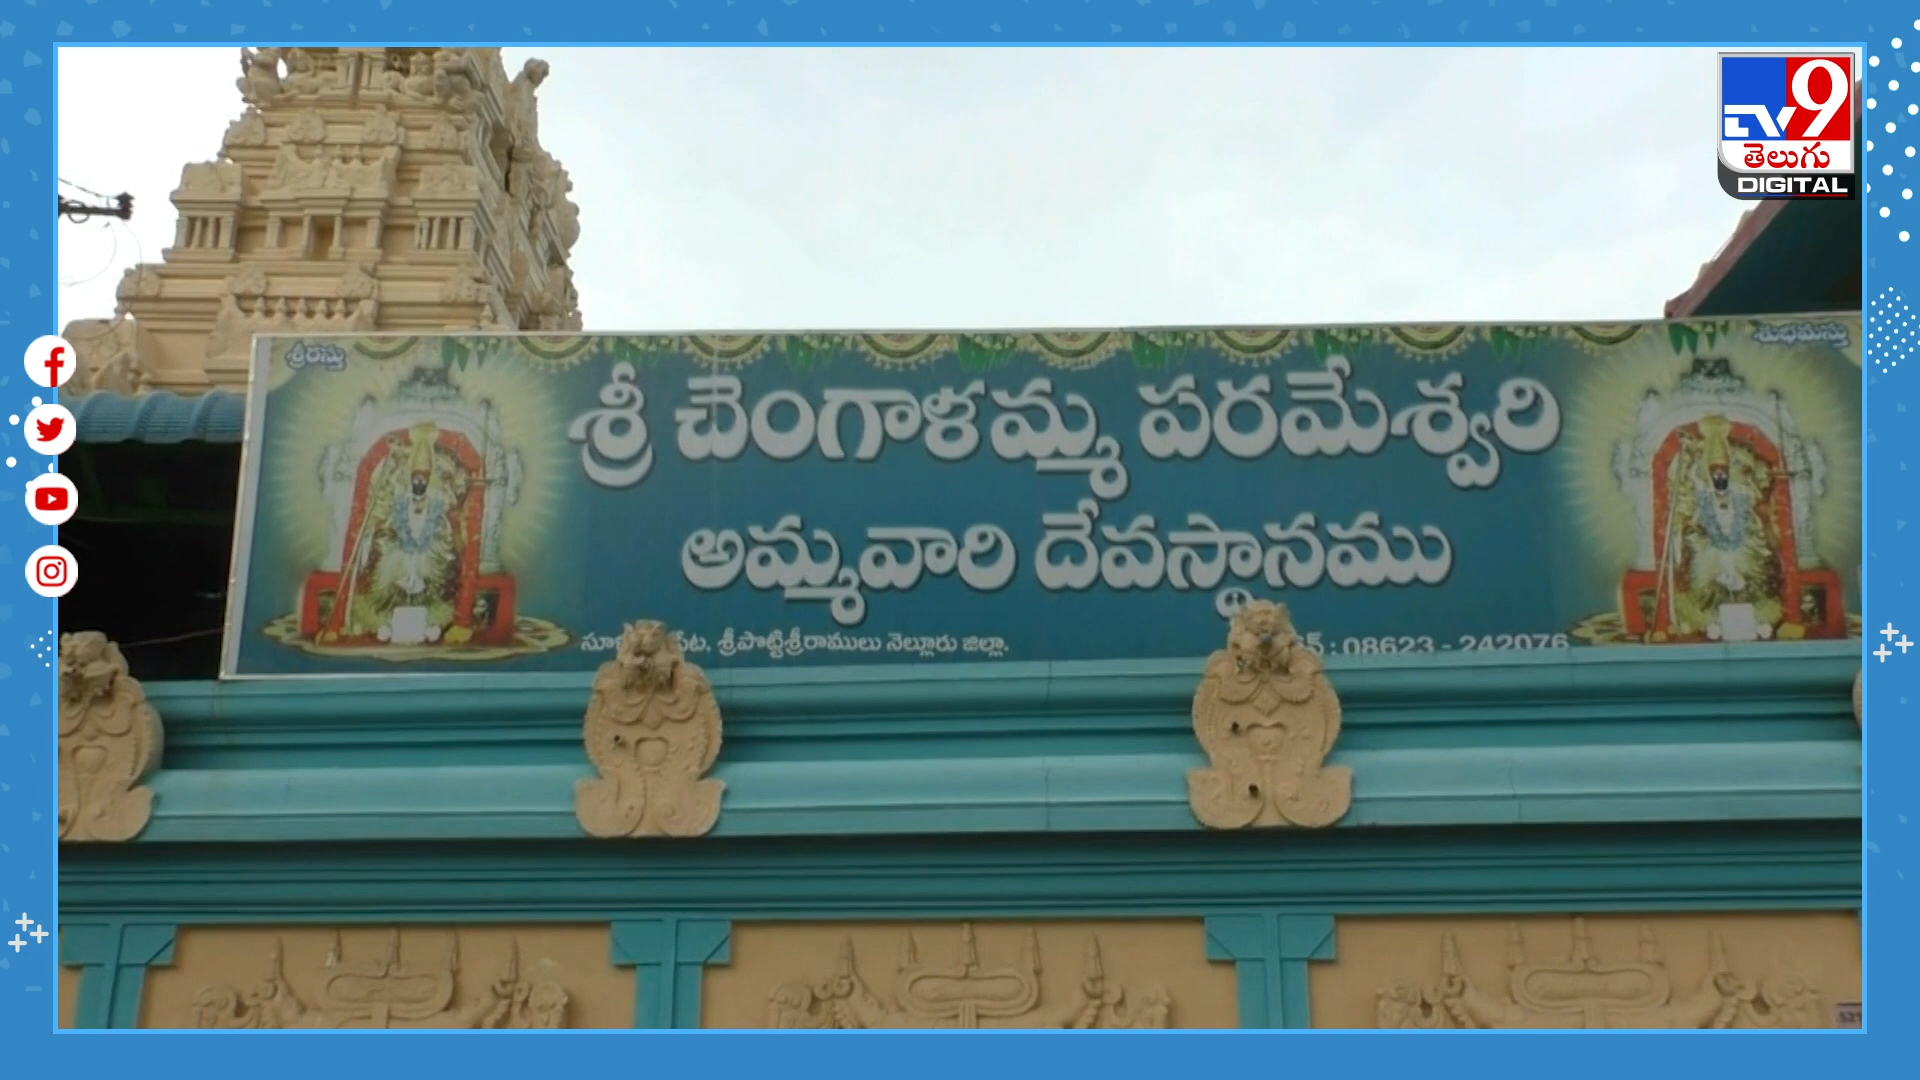 TV9
తెలుగు
DIGITAL
శ్రీరస్తు
శుభమస్తు
శ్రీ చెంగాళమ్మ పరమేశ్వరి
అమ్మవారి దేవస్థానము
శ్రీపొట్టిశ్రీరాములు నెల్లూరు జిల్లా.
: 08623 - 242076